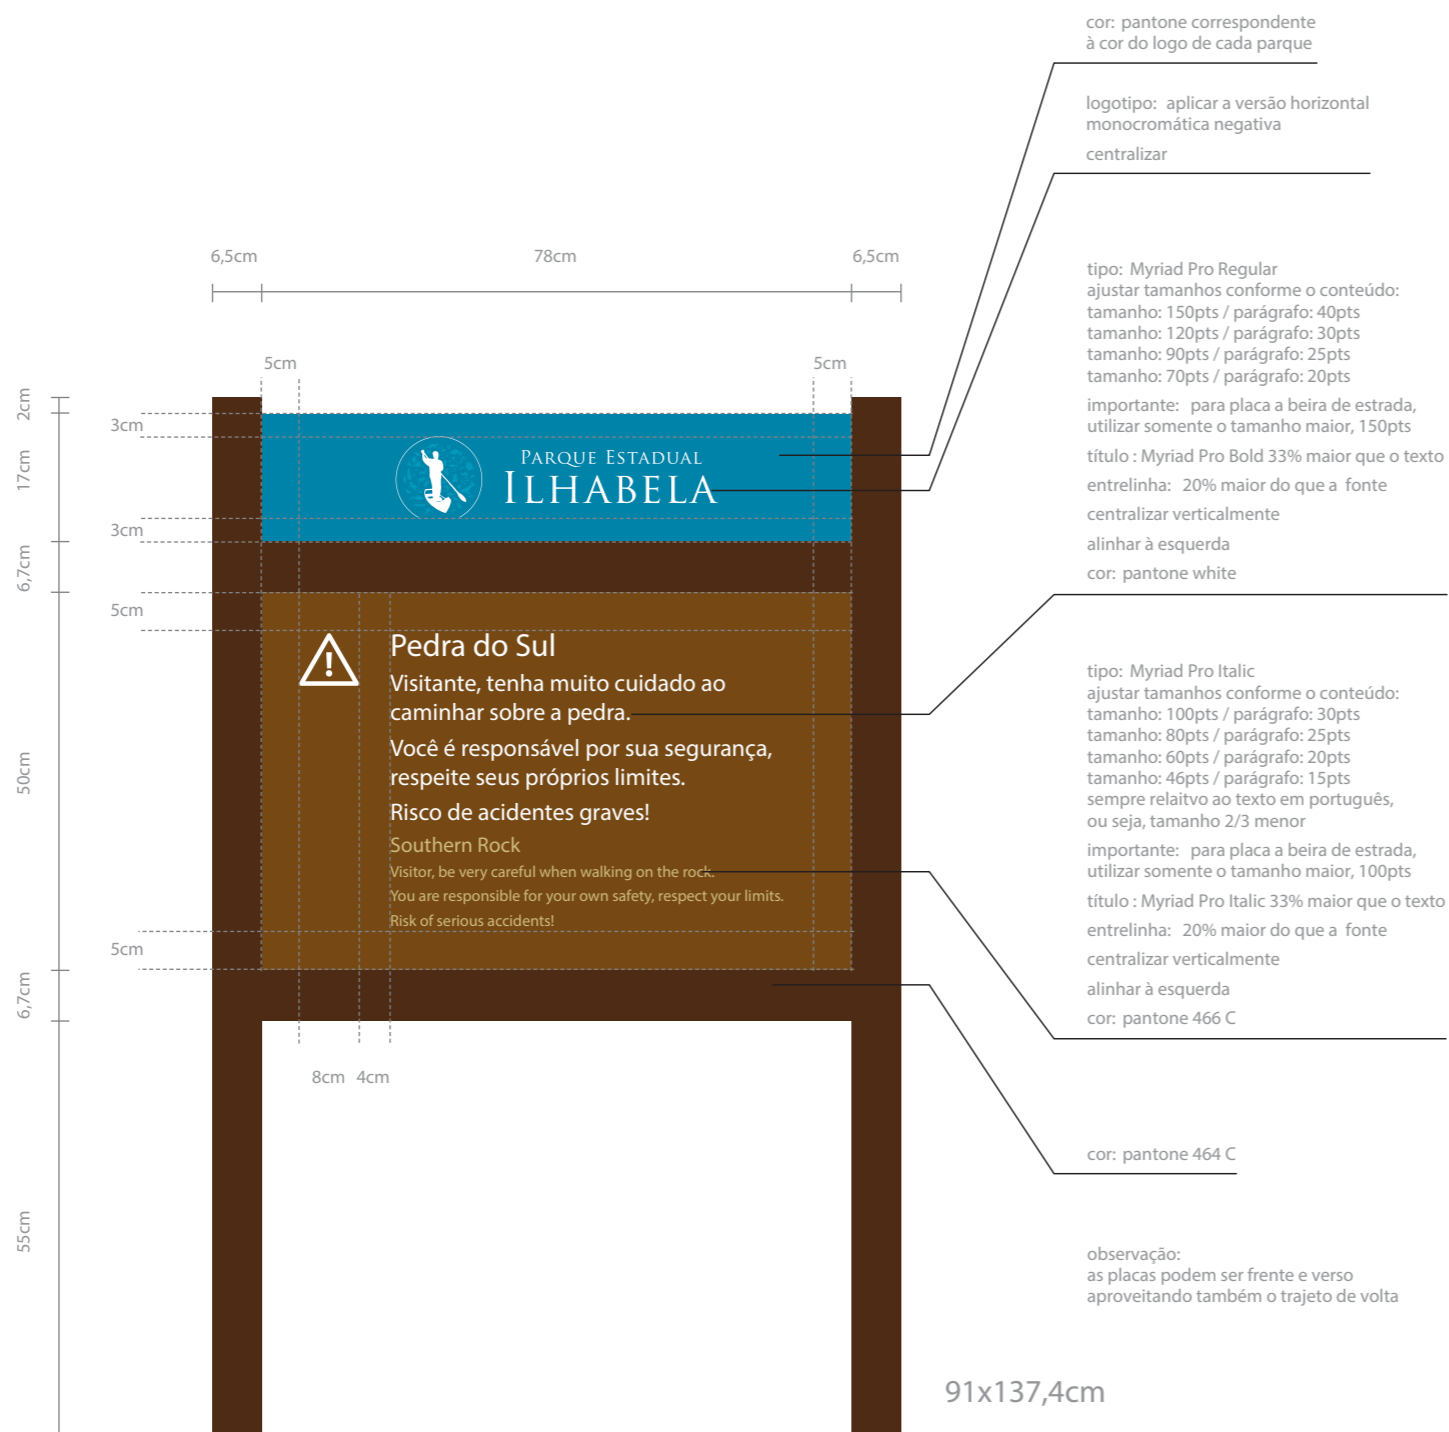 cor: pantone correspondente
à cor do logo de cada parque
logotipo: aplicar a versão horizontal
monocromática negativa
centralizar
6,5cm
78cm
6,5cm
tipo: Myriad Pro Regular
ajustar tamanhos conforme o conteúdo:
tamanho: 150pts / parágrafo: 40pts
tamanho: 120pts / parágrafo: 30pts
tamanho: 90pts / parágrafo: 25pts
tamanho: 70pts / parágrafo: 20pts
importante: para placa a beira de estrada,
utilizar somente o tamanho maior, 150pts
título : Myriad Pro Bold 33% maior que o texto
entrelinha: 20% maior do que a fonte
centralizar verticalmente
alinhar à esquerda
cor: pantone white
5cm
5cm
2cm
3cm
17cm
PARQUE ESTADUAL
ILHABELA
3cm
6,7cm
5cm
Pedra do Sul
Visitante, tenha muito cuidado ao
caminhar sobre a pedra.
Você é responsável por sua segurança,
respeite seus próprios limites.
Risco de acidentes graves!
Southern Rock
Visitor, be very careful when walking on the rock.
You are responsible for your own safety, respect your limits.
Risk of serious accidents!
50cm
5cm
6,7cm
8cm
4cm
55cm
tipo: Myriad Pro Italic
ajustar tamanhos conforme o conteúdo:
tamanho: 100pts / parágrafo: 30pts
tamanho: 80pts / parágrafo: 25pts
tamanho: 60pts / parágrafo: 20pts
tamanho: 46pts / parágrafo: 15pts
sempre relaitvo ao texto em português,
ou seja, tamanho 2/3 menor
importante: para placa a beira de estrada,
utilizar somente o tamanho maior, 100pts
título : Myriad Pro Italic 33% maior que o texto
entrelinha: 20% maior do que a fonte
centralizar verticalmente
alinhar à esquerda
cor: pantone 466 C
cor: pantone 464 C
observação:
as placas podem ser frente e verso
aproveitando também o trajeto de volta
91x137,4cm